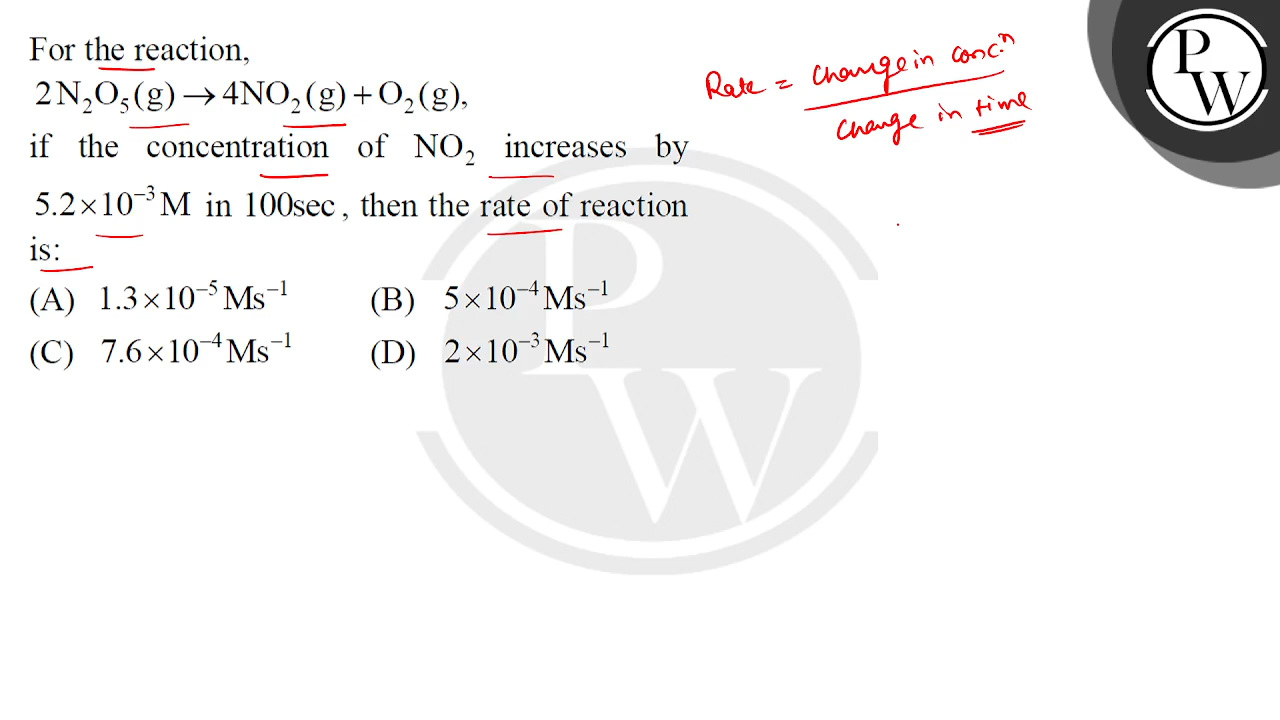 For the reaction,
2N₂O₅(g) → 4NO₂(g) + O₂(g),
if the concentration of NO₂ increases by
5.2 × 10⁻³ M in 100sec, then the rate of reaction
is:
(A) 1.3 × 10⁻⁵ Ms⁻¹ (B) 5 × 10⁻⁴ Ms⁻¹
(C) 7.6 × 10⁻⁴ Ms⁻¹ (D) 2 × 10⁻³ Ms⁻¹
Rate = Change in conc.ⁿ
Change in time
P
W
P
W